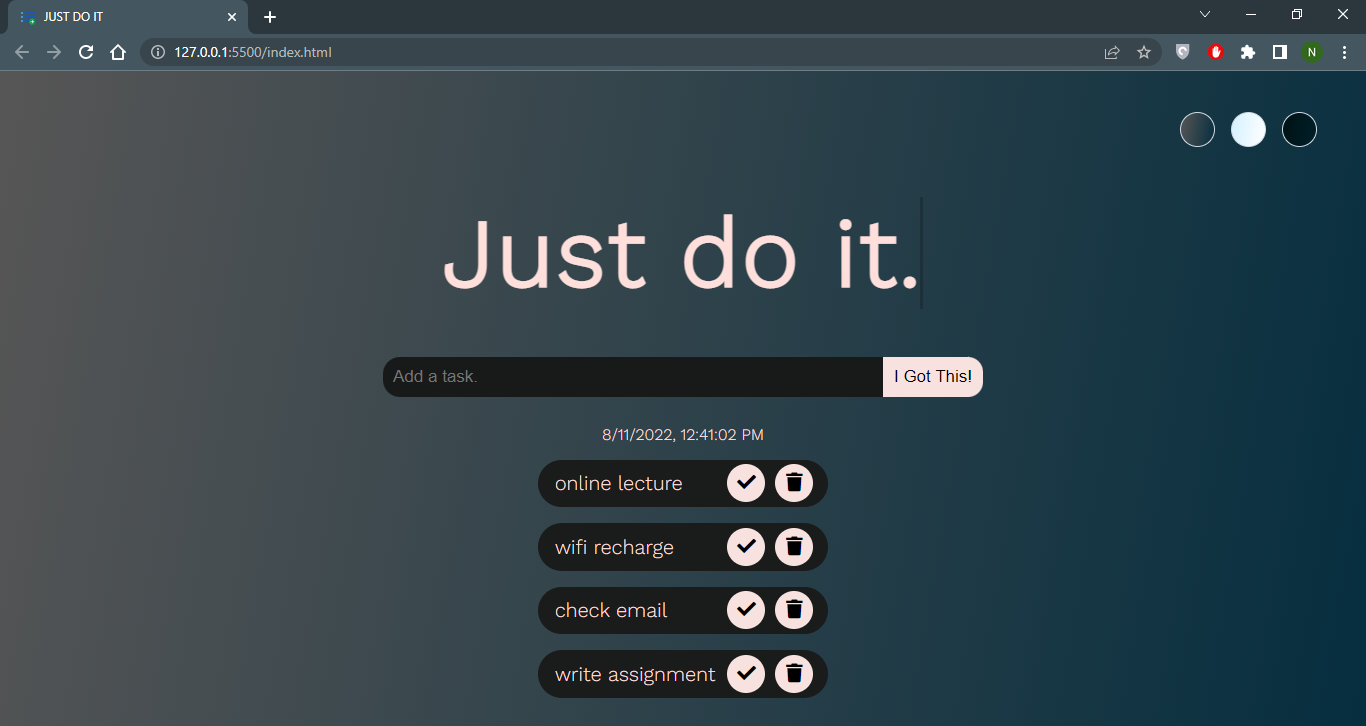 JUST DO IT
127.0.0.1:5500/index.html
N
Just do it.
Add a task.
I Got This!
8/11/2022, 12:41:02 PM
online lecture
wifi recharge
check email
write assignment